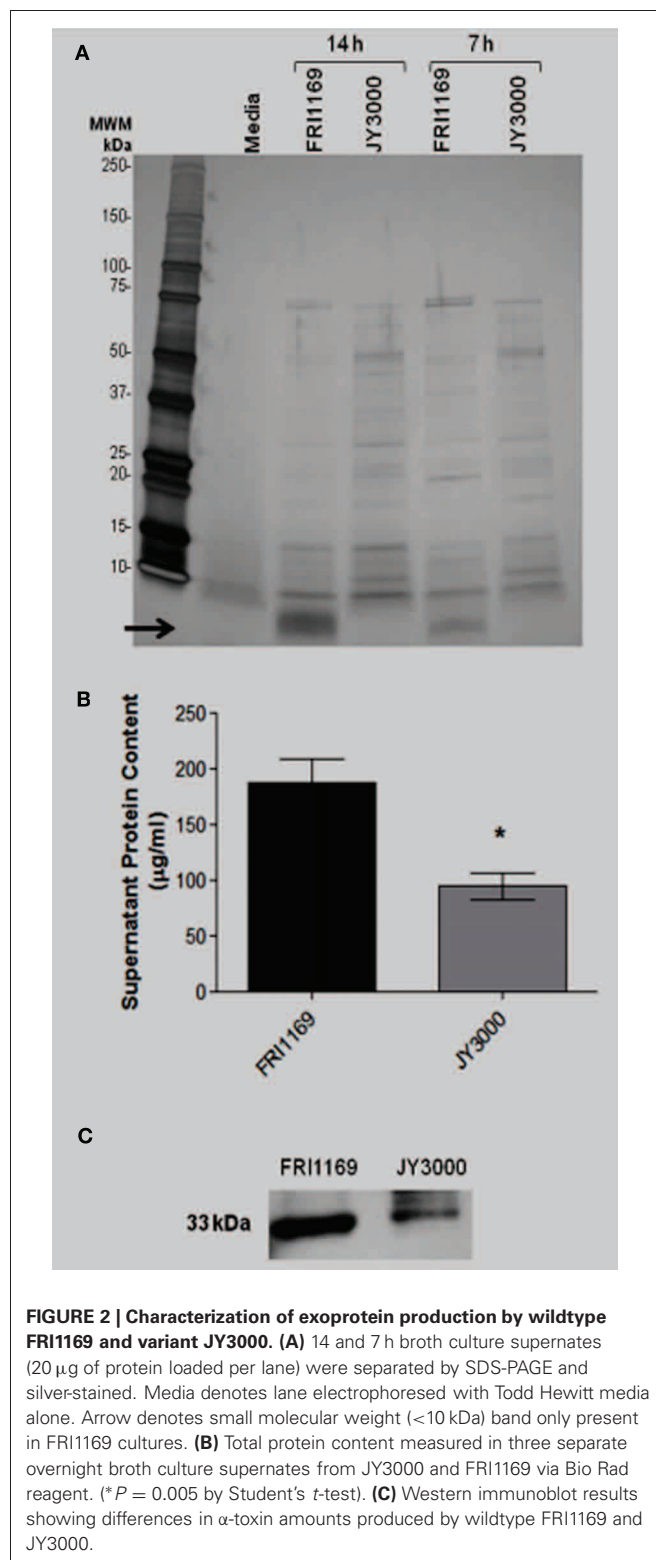 A
14h
7h
Media
FRI1169
JY3000
FRI1169
JY3000
MWM
kDa
250-
150-
100-
75-
50-
37-
25-
20-
15-
10-
B
Supernatant Protein Content
(µg/ml)
250
200
150
100
50
0
*
FRI1169
JY3000
C
FRI1169
JY3000
33kDa
FIGURE 2 | Characterization of exoprotein production by wildtype
FRI1169 and variant JY3000. (A) 14 and 7 h broth culture supernates
(20 µg of protein loaded per lane) were separated by SDS-PAGE and
silver-stained. Media denotes lane electrophoresed with Todd Hewitt media
alone. Arrow denotes small molecular weight (<10 kDa) band only present
in FRI1169 cultures. (B) Total protein content measured in three separate
overnight broth culture supernates from JY3000 and FRI1169 via Bio Rad
reagent. (*P = 0.005 by Student's t-test). (C) Western immunoblot results
showing differences in α-toxin amounts produced by wildtype FRI1169 and
JY3000.